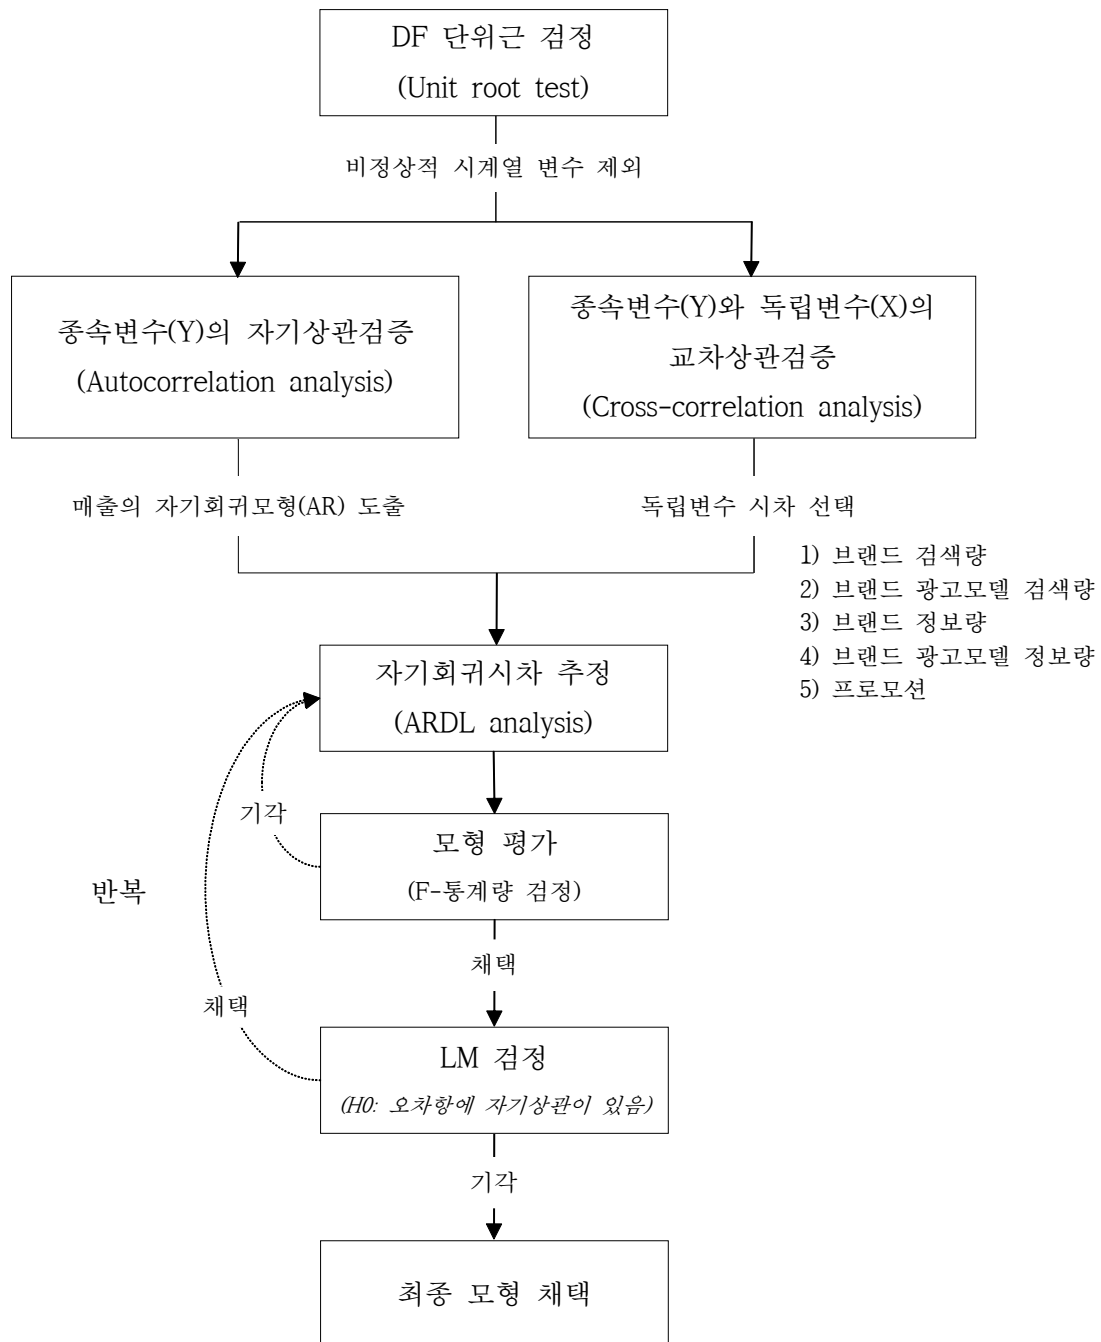 DF 단위근 검정
(Unit root test)
비정상적 시계열 변수 제외
종속변수(Y)의 자기상관검증
(Autocorrelation analysis)
종속변수(Y)와 독립변수(X)의
교차상관검증
(Cross-correlation analysis)
매출의 자기회귀모형(AR) 도출
독립변수 시차 선택
1) 브랜드 검색량
2) 브랜드 광고모델 검색량
3) 브랜드 정보량
4) 브랜드 광고모델 정보량
5) 프로모션
자기회귀시차 추정
(ARDL analysis)
기각
모형 평가
(F-통계량 검정)
반복
채택
채택
LM 검정
(H0: 오차항에 자기상관이 있음)
기각
최종 모형 채택